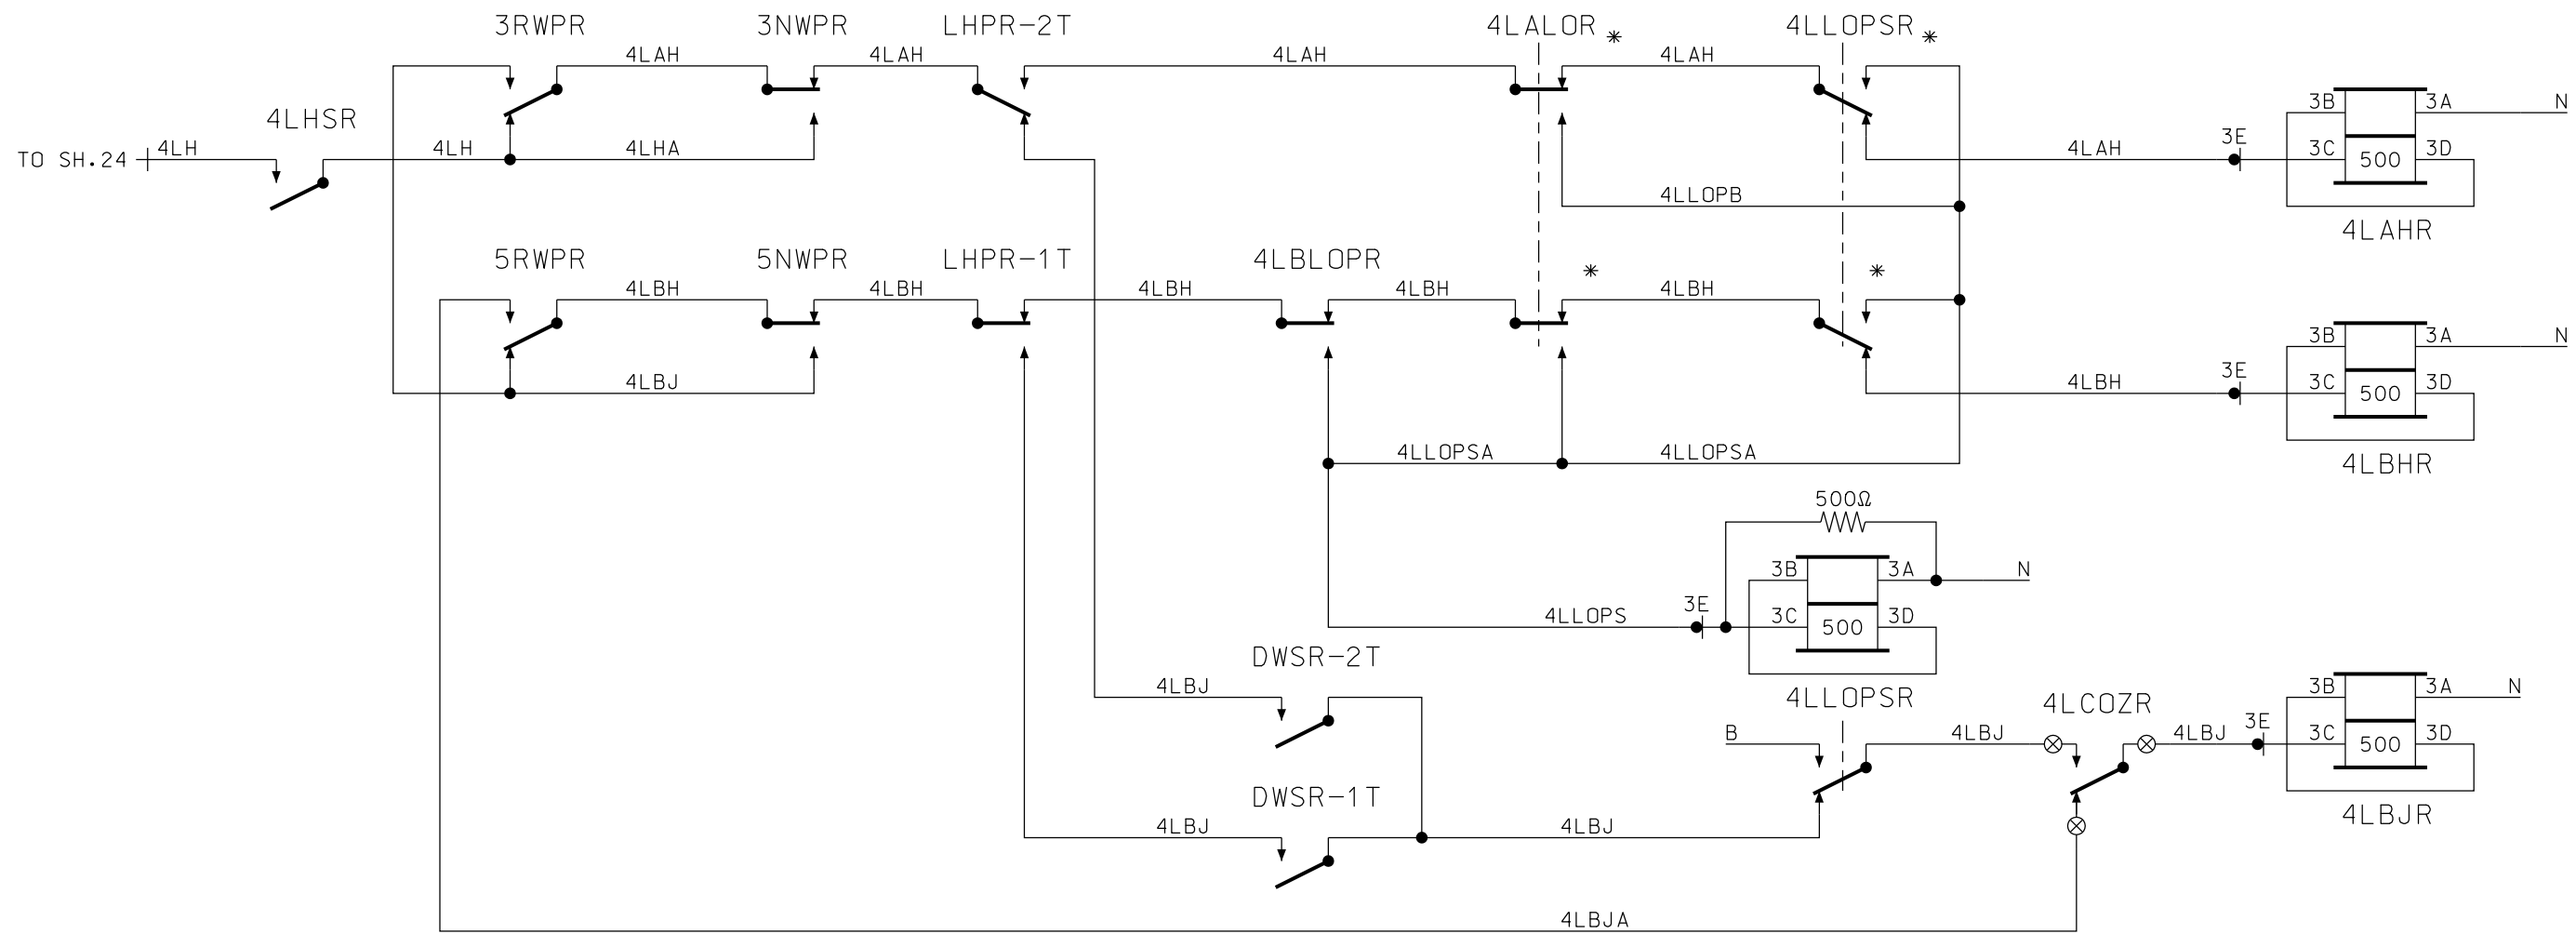 3RWPR 3NWPR LHPR-2T 4LALOR * 4LLOPSR *
4LAH 4LAH 4LAH 4LAH
3B 3A N
4LHSR
TO SH.24 4LH 4LH 4LHA 4LAH 3E 3C 500 3D
4LLOPB
4LAHR
5RWPR 5NWPR LHPR-1T 4LBLOPR * *
4LBH 4LBH 4LBH 4LBH 4LBH
3B 3A N
4LBJ 4LBH 3E 3C 500 3D
4LLOPSA 4LLOPSA
4LBHR
500Ω
3B 3A N
4LLOPS 3E 3C 500 3D
DWSR-2T
4LBJ
4LLOPSR 4LCOZR
3B 3A N
B 4LBJ 4LBJ 3E 3C 500 3D
DWSR-1T
4LBJ 4LBJ
4LBJR
4LBJA